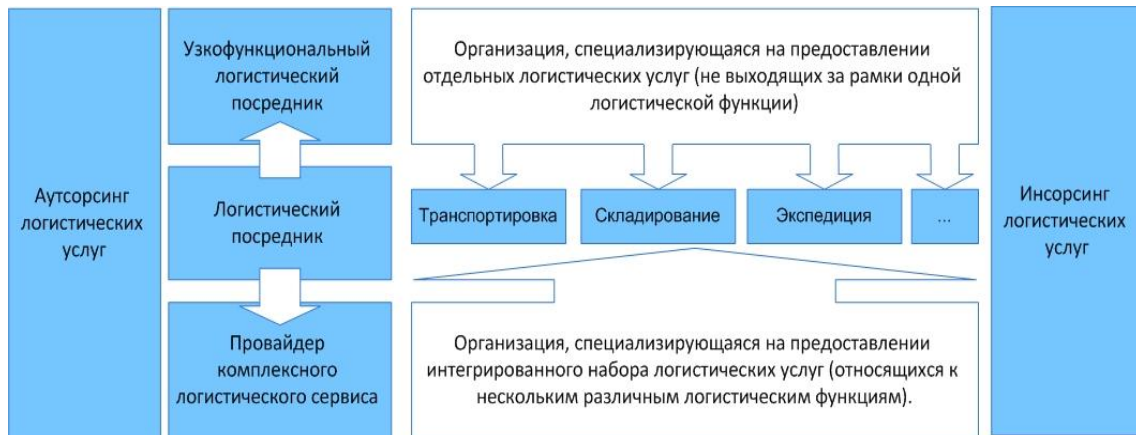 Аутсорсинг
логистических
услуг
Узкофункциональный
логистический
посредник
Логистический
посредник
Провайдер
комплексного
логистического сервиса
Организация, специализирующаяся на предоставлении
отдельных логистических услуг (не выходящих за рамки одной
логистической функции)
Транспортировка
Складирование
Экспедиция
...
Организация, специализирующаяся на предоставлении
интегрированного набора логистических услуг (относящихся к
нескольким различным логистическим функциям).
Инсорсинг
логистических
услуг